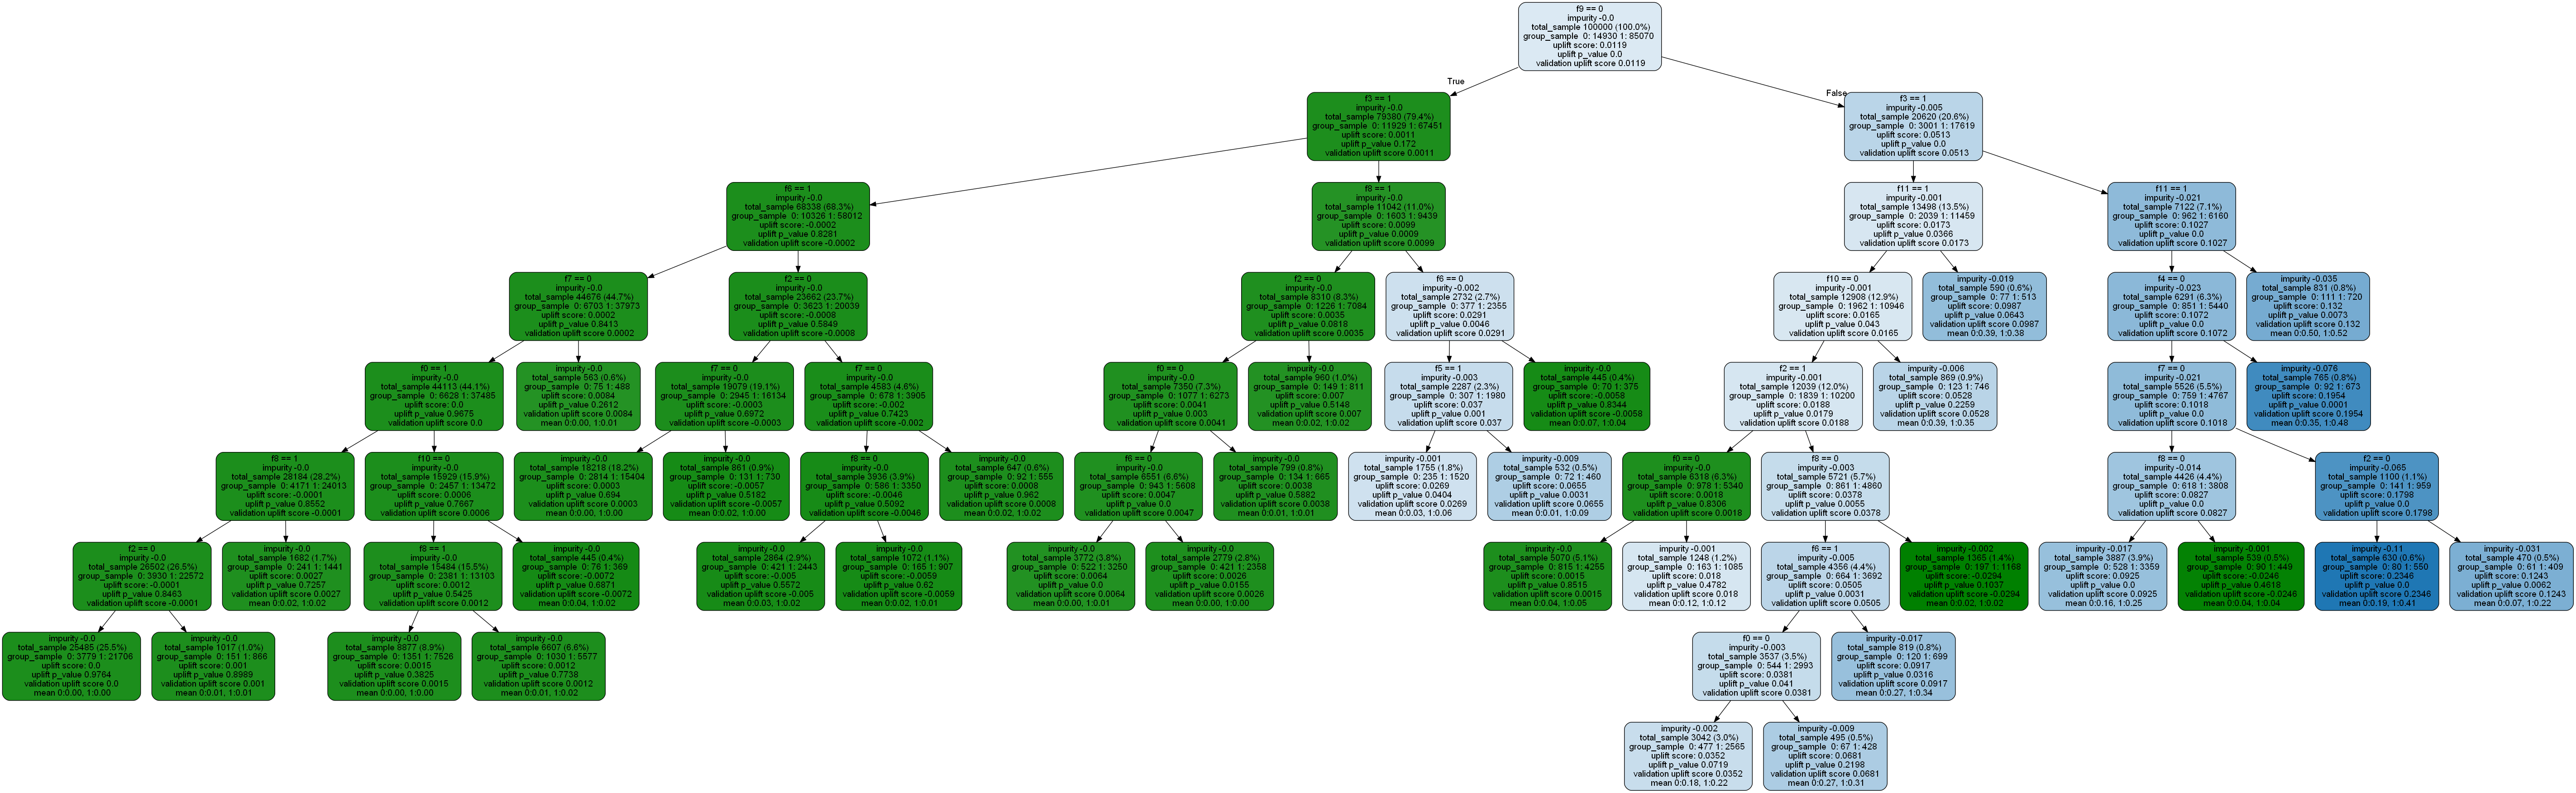 f9 == 0
impurity -0.0
total_sample 100000 (100.0%)
group_sample 0: 14930 1: 85070
uplift score: 0.0119
uplift p_value 0.0
validation uplift score 0.0119
True
False
f3 == 1
impurity -0.0
total_sample 79380 (79.4%)
group_sample 0: 11929 1: 67451
uplift score: 0.0011
uplift p_value 0.172
validation uplift score 0.0011
f3 == 1
impurity -0.005
total_sample 20620 (20.6%)
group_sample 0: 3001 1: 17619
uplift score: 0.0513
uplift p_value 0.0
validation uplift score 0.0513
f6 == 1
impurity -0.0
total_sample 68338 (68.3%)
group_sample 0: 10326 1: 58012
uplift score: -0.0002
uplift p_value 0.8281
validation uplift score -0.0002
f8 == 1
impurity -0.0
total_sample 11042 (11.0%)
group_sample 0: 1603 1: 9439
uplift score: 0.0099
uplift p_value 0.0009
validation uplift score 0.0099
f11 == 1
impurity -0.001
total_sample 13498 (13.5%)
group_sample 0: 2039 1: 11459
uplift score: 0.0173
uplift p_value 0.0366
validation uplift score 0.0173
f11 == 1
impurity -0.021
total_sample 7122 (7.1%)
group_sample 0: 962 1: 6160
uplift score: 0.1027
uplift p_value 0.0
validation uplift score 0.1027
f7 == 0
impurity -0.0
total_sample 44676 (44.7%)
group_sample 0: 6703 1: 37973
uplift score: 0.0002
uplift p_value 0.8413
validation uplift score 0.0002
f2 == 0
impurity -0.0
total_sample 23662 (23.7%)
group_sample 0: 3623 1: 20039
uplift score: -0.0008
uplift p_value 0.5849
validation uplift score -0.0008
f2 == 0
impurity -0.0
total_sample 8310 (8.3%)
group_sample 0: 1226 1: 7084
uplift score: 0.0035
uplift p_value 0.0818
validation uplift score 0.0035
f6 == 0
impurity -0.002
total_sample 2732 (2.7%)
group_sample 0: 377 1: 2355
uplift score: 0.0291
uplift p_value 0.0046
validation uplift score 0.0291
f10 == 0
impurity -0.001
total_sample 12908 (12.9%)
group_sample 0: 1962 1: 10946
uplift score: 0.0165
uplift p_value 0.043
validation uplift score 0.0165
impurity -0.019
total_sample 590 (0.6%)
group_sample 0: 77 1: 513
uplift score: 0.0987
uplift p_value 0.0643
validation uplift score 0.0987
mean 0:0.39, 1:0.38
f4 == 0
impurity -0.023
total_sample 6291 (6.3%)
group_sample 0: 851 1: 5440
uplift score: 0.1072
uplift p_value 0.0
validation uplift score 0.1072
impurity -0.035
total_sample 831 (0.8%)
group_sample 0: 111 1: 720
uplift score: 0.132
uplift p_value 0.0073
validation uplift score 0.132
mean 0:0.50, 1:0.52
f0 == 1
impurity -0.0
total_sample 44113 (44.1%)
group_sample 0: 6628 1: 37485
uplift score: 0.0
uplift p_value 0.9675
validation uplift score 0.0
impurity -0.0
total_sample 563 (0.6%)
group_sample 0: 75 1: 488
uplift score: 0.0084
uplift p_value 0.2612
validation uplift score 0.0084
mean 0:0.00, 1:0.01
f7 == 0
impurity -0.0
total_sample 19079 (19.1%)
group_sample 0: 2945 1: 16134
uplift score: -0.0003
uplift p_value 0.6972
validation uplift score -0.0003
f7 == 0
impurity -0.0
total_sample 4583 (4.6%)
group_sample 0: 678 1: 3905
uplift score: -0.002
uplift p_value 0.7423
validation uplift score -0.002
f0 == 0
impurity -0.0
total_sample 7350 (7.3%)
group_sample 0: 1077 1: 6273
uplift score: 0.0041
uplift p_value 0.003
validation uplift score 0.0041
impurity -0.0
total_sample 960 (1.0%)
group_sample 0: 149 1: 811
uplift score: 0.007
uplift p_value 0.5148
validation uplift score 0.007
mean 0:0.02, 1:0.02
f5 == 1
impurity -0.003
total_sample 2287 (2.3%)
group_sample 0: 307 1: 1980
uplift score: 0.037
uplift p_value 0.001
validation uplift score 0.037
impurity -0.0
total_sample 445 (0.4%)
group_sample 0: 70 1: 375
uplift score: -0.0058
uplift p_value 0.8344
validation uplift score -0.0058
mean 0:0.07, 1:0.04
f2 == 1
impurity -0.001
total_sample 12039 (12.0%)
group_sample 0: 1839 1: 10200
uplift score: 0.0188
uplift p_value 0.0179
validation uplift score 0.0188
impurity -0.006
total_sample 869 (0.9%)
group_sample 0: 123 1: 746
uplift score: 0.0528
uplift p_value 0.2259
validation uplift score 0.0528
mean 0:0.39, 1:0.35
f7 == 0
impurity -0.021
total_sample 5526 (5.5%)
group_sample 0: 759 1: 4767
uplift score: 0.1018
uplift p_value 0.0
validation uplift score 0.1018
impurity -0.076
total_sample 765 (0.8%)
group_sample 0: 92 1: 673
uplift score: 0.1954
uplift p_value 0.0001
validation uplift score 0.1954
mean 0:0.35, 1:0.48
f8 == 1
impurity -0.0
total_sample 28184 (28.2%)
group_sample 0: 4171 1: 24013
uplift score: -0.0001
uplift p_value 0.8552
validation uplift score -0.0001
f10 == 0
impurity -0.0
total_sample 15929 (15.9%)
group_sample 0: 2457 1: 13472
uplift score: 0.0006
uplift p_value 0.7667
validation uplift score 0.0006
impurity -0.0
total_sample 18218 (18.2%)
group_sample 0: 2814 1: 15404
uplift score: 0.0003
uplift p_value 0.694
validation uplift score 0.0003
mean 0:0.00, 1:0.00
impurity -0.0
total_sample 861 (0.9%)
group_sample 0: 131 1: 730
uplift score: -0.0057
uplift p_value 0.5182
validation uplift score -0.0057
mean 0:0.02, 1:0.00
f8 == 0
impurity -0.0
total_sample 3936 (3.9%)
group_sample 0: 586 1: 3350
uplift score: -0.0046
uplift p_value 0.5092
validation uplift score -0.0046
impurity -0.0
total_sample 647 (0.6%)
group_sample 0: 92 1: 555
uplift score: 0.0008
uplift p_value 0.962
validation uplift score 0.0008
mean 0:0.02, 1:0.02
f6 == 0
impurity -0.0
total_sample 6551 (6.6%)
group_sample 0: 943 1: 5608
uplift score: 0.0047
uplift p_value 0.0
validation uplift score 0.0047
impurity -0.0
total_sample 799 (0.8%)
group_sample 0: 134 1: 665
uplift score: 0.0038
uplift p_value 0.5882
validation uplift score 0.0038
mean 0:0.01, 1:0.01
impurity -0.001
total_sample 1755 (1.8%)
group_sample 0: 235 1: 1520
uplift score: 0.0269
uplift p_value 0.0404
validation uplift score 0.0269
mean 0:0.03, 1:0.06
impurity -0.009
total_sample 532 (0.5%)
group_sample 0: 72 1: 460
uplift score: 0.0655
uplift p_value 0.0031
validation uplift score 0.0655
mean 0:0.01, 1:0.09
f0 == 0
impurity -0.0
total_sample 6318 (6.3%)
group_sample 0: 978 1: 5340
uplift score: 0.0018
uplift p_value 0.8306
validation uplift score 0.0018
f8 == 0
impurity -0.003
total_sample 5721 (5.7%)
group_sample 0: 861 1: 4860
uplift score: 0.0378
uplift p_value 0.0055
validation uplift score 0.0378
f8 == 0
impurity -0.014
total_sample 4426 (4.4%)
group_sample 0: 618 1: 3808
uplift score: 0.0827
uplift p_value 0.0
validation uplift score 0.0827
f2 == 0
impurity -0.065
total_sample 1100 (1.1%)
group_sample 0: 141 1: 959
uplift score: 0.1798
uplift p_value 0.0
validation uplift score 0.1798
f2 == 0
impurity -0.0
total_sample 26502 (26.5%)
group_sample 0: 3930 1: 22572
uplift score: -0.0001
uplift p_value 0.8463
validation uplift score -0.0001
impurity -0.0
total_sample 1682 (1.7%)
group_sample 0: 241 1: 1441
uplift score: 0.0027
uplift p_value 0.7257
validation uplift score 0.0027
mean 0:0.02, 1:0.02
f8 == 1
impurity -0.0
total_sample 15484 (15.5%)
group_sample 0: 2381 1: 13103
uplift score: 0.0012
uplift p_value 0.5425
validation uplift score 0.0012
impurity -0.0
total_sample 445 (0.4%)
group_sample 0: 76 1: 369
uplift score: -0.0072
uplift p_value 0.6871
validation uplift score -0.0072
mean 0:0.04, 1:0.02
impurity -0.0
total_sample 2864 (2.9%)
group_sample 0: 421 1: 2443
uplift score: -0.005
uplift p_value 0.5572
validation uplift score -0.005
mean 0:0.03, 1:0.02
impurity -0.0
total_sample 1072 (1.1%)
group_sample 0: 165 1: 907
uplift score: -0.0059
uplift p_value 0.62
validation uplift score -0.0059
mean 0:0.02, 1:0.01
impurity -0.0
total_sample 3772 (3.8%)
group_sample 0: 522 1: 3250
uplift score: 0.0064
uplift p_value 0.0
validation uplift score 0.0064
mean 0:0.00, 1:0.01
impurity -0.0
total_sample 2779 (2.8%)
group_sample 0: 421 1: 2358
uplift score: 0.0026
uplift p_value 0.0155
validation uplift score 0.0026
mean 0:0.00, 1:0.00
impurity -0.0
total_sample 5070 (5.1%)
group_sample 0: 815 1: 4255
uplift score: 0.0015
uplift p_value 0.8515
validation uplift score 0.0015
mean 0:0.04, 1:0.05
impurity -0.001
total_sample 1248 (1.2%)
group_sample 0: 163 1: 1085
uplift score: 0.018
uplift p_value 0.4782
validation uplift score 0.018
mean 0:0.12, 1:0.12
f6 == 1
impurity -0.005
total_sample 4356 (4.4%)
group_sample 0: 664 1: 3692
uplift score: 0.0505
uplift p_value 0.0031
validation uplift score 0.0505
impurity -0.002
total_sample 1365 (1.4%)
group_sample 0: 197 1: 1168
uplift score: -0.0294
uplift p_value 0.1037
validation uplift score -0.0294
mean 0:0.02, 1:0.02
impurity -0.017
total_sample 3887 (3.9%)
group_sample 0: 528 1: 3359
uplift score: 0.0925
uplift p_value 0.0
validation uplift score 0.0925
mean 0:0.16, 1:0.25
impurity -0.001
total_sample 539 (0.5%)
group_sample 0: 90 1: 449
uplift score: -0.0246
uplift p_value 0.4618
validation uplift score -0.0246
mean 0:0.04, 1:0.04
impurity -0.11
total_sample 630 (0.6%)
group_sample 0: 80 1: 550
uplift score: 0.2346
uplift p_value 0.0
validation uplift score 0.2346
mean 0:0.19, 1:0.41
impurity -0.031
total_sample 470 (0.5%)
group_sample 0: 61 1: 409
uplift score: 0.1243
uplift p_value 0.0062
validation uplift score 0.1243
mean 0:0.07, 1:0.22
impurity -0.0
total_sample 25485 (25.5%)
group_sample 0: 3779 1: 21706
uplift score: 0.0
uplift p_value 0.9764
validation uplift score 0.0
mean 0:0.00, 1:0.00
impurity -0.0
total_sample 1017 (1.0%)
group_sample 0: 151 1: 866
uplift score: 0.001
uplift p_value 0.8989
validation uplift score 0.001
mean 0:0.01, 1:0.01
impurity -0.0
total_sample 8877 (8.9%)
group_sample 0: 1351 1: 7526
uplift score: 0.0015
uplift p_value 0.3825
validation uplift score 0.0015
mean 0:0.00, 1:0.00
impurity -0.0
total_sample 6607 (6.6%)
group_sample 0: 1030 1: 5577
uplift score: 0.0012
uplift p_value 0.7738
validation uplift score 0.0012
mean 0:0.01, 1:0.02
f0 == 0
impurity -0.003
total_sample 3537 (3.5%)
group_sample 0: 544 1: 2993
uplift score: 0.0381
uplift p_value 0.041
validation uplift score 0.0381
impurity -0.017
total_sample 819 (0.8%)
group_sample 0: 120 1: 699
uplift score: 0.0917
uplift p_value 0.0316
validation uplift score 0.0917
mean 0:0.27, 1:0.34
impurity -0.002
total_sample 3042 (3.0%)
group_sample 0: 477 1: 2565
uplift score: 0.0352
uplift p_value 0.0719
validation uplift score 0.0352
mean 0:0.18, 1:0.22
impurity -0.009
total_sample 495 (0.5%)
group_sample 0: 67 1: 428
uplift score: 0.0681
uplift p_value 0.2198
validation uplift score 0.0681
mean 0:0.27, 1:0.31